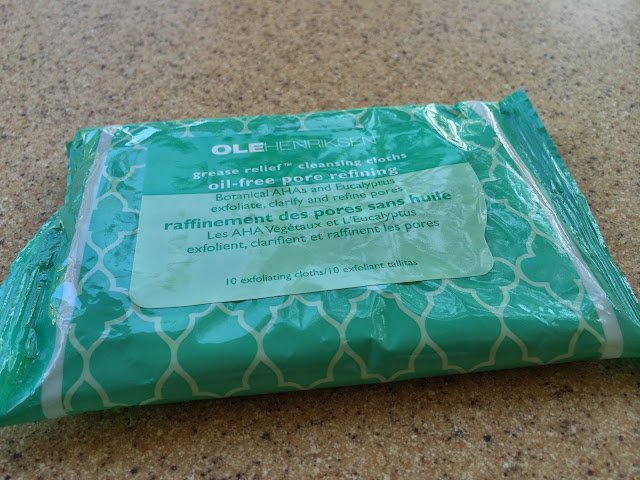 OLEHENRIKSEN
grease relief™ cleansing cloths
oil-free pore refining
Botanical AHAs and Eucalyptus
exfoliate, clarify and refine pores
raffinement des pores sans huile
Les AHA Végétaux et L'Eucalyptus
exfolient, clarifient et raffinent les pores
10 exfoliating cloths/10 exfoliant tallitas